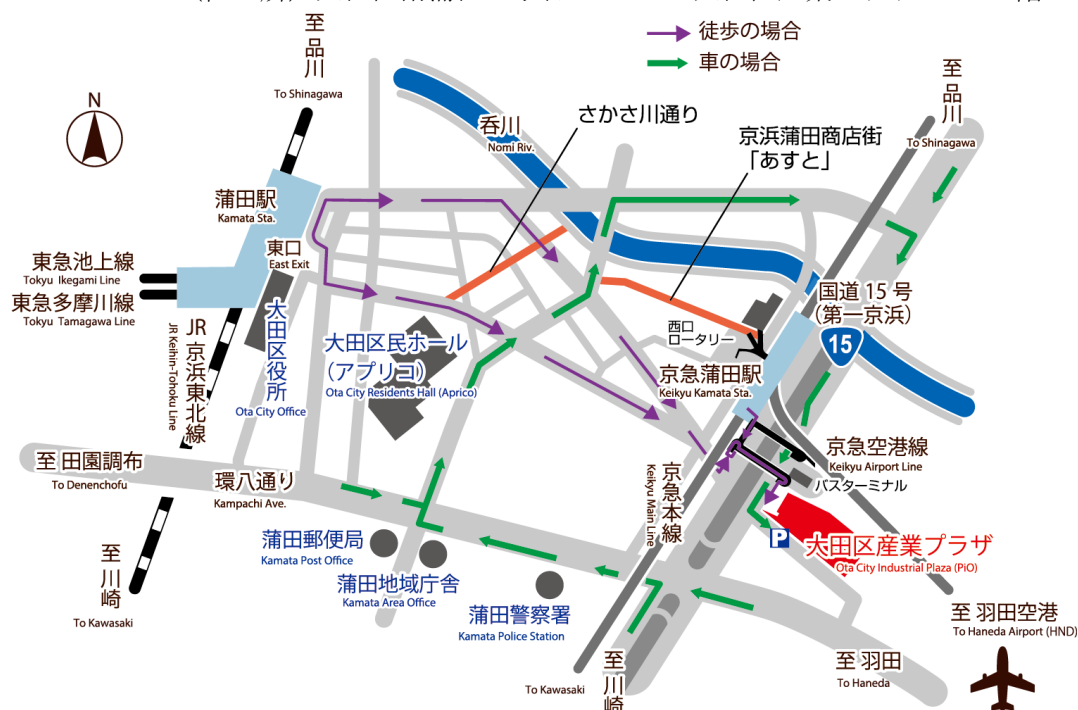 徒歩の場合
車の場合
至 品川
To Shinagawa
至 品川
To Shinagawa
N
さかさ川通り
呑川
Nomi Riv.
京浜蒲田商店街
「あすと」
蒲田駅
Kamata Sta.
東口
East Exit
東急池上線
Tokyu Ikegami Line
東急多摩川線
Tokyu Tamagawa Line
JR 京浜東北線
JR Keihin-Tohoku Line
大田区役所
Ota City Office
大田区民ホール
（アプリコ）
Ota City Residents Hall (Aprico)
西口
ロータリー
国道 15 号
（第一京浜）
15
京急蒲田駅
Keikyu Kamata Sta.
京急空港線
Keikyu Airport Line
バスターミナル
京急本線
Keikyu Main Line
至 田園調布
To Denenchofu
環八通り
Kampachi Ave.
P
大田区産業プラザ
Ota City Industrial Plaza (PiO)
蒲田郵便局
Kamata Post Office
蒲田地域庁舎
Kamata Area Office
蒲田警察署
Kamata Police Station
至 川崎
To Kawasaki
至 川崎
To Kawasaki
至 羽田
To Haneda
至 羽田空港
To Haneda Airport (HND)